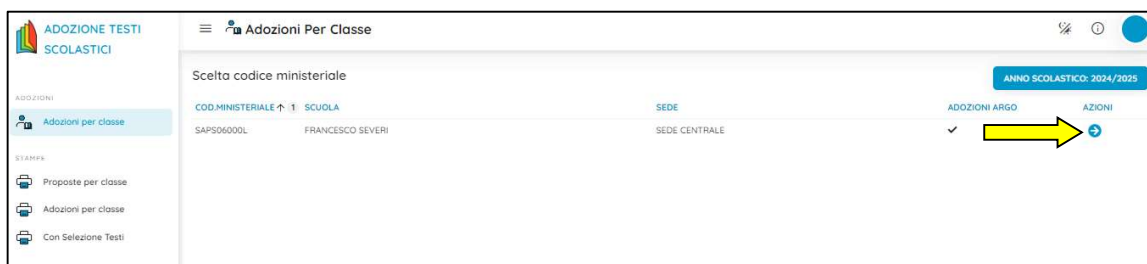 ADOZIONE TESTI
SCOLASTICI
Adozioni Per Classe
Scelta codice ministeriale
ANNO SCOLASTICO: 2024/2025
ADOZIONI
Adozioni per classe
COD.MINISTERIALE 1 SCUOLA SEDE ADOZIONI ARGO AZIONI
SAPS06000L FRANCESCO SEVERI SEDE CENTRALE
STAMPE
Proposte per classe
Adozioni per classe
Con Selezione Testi